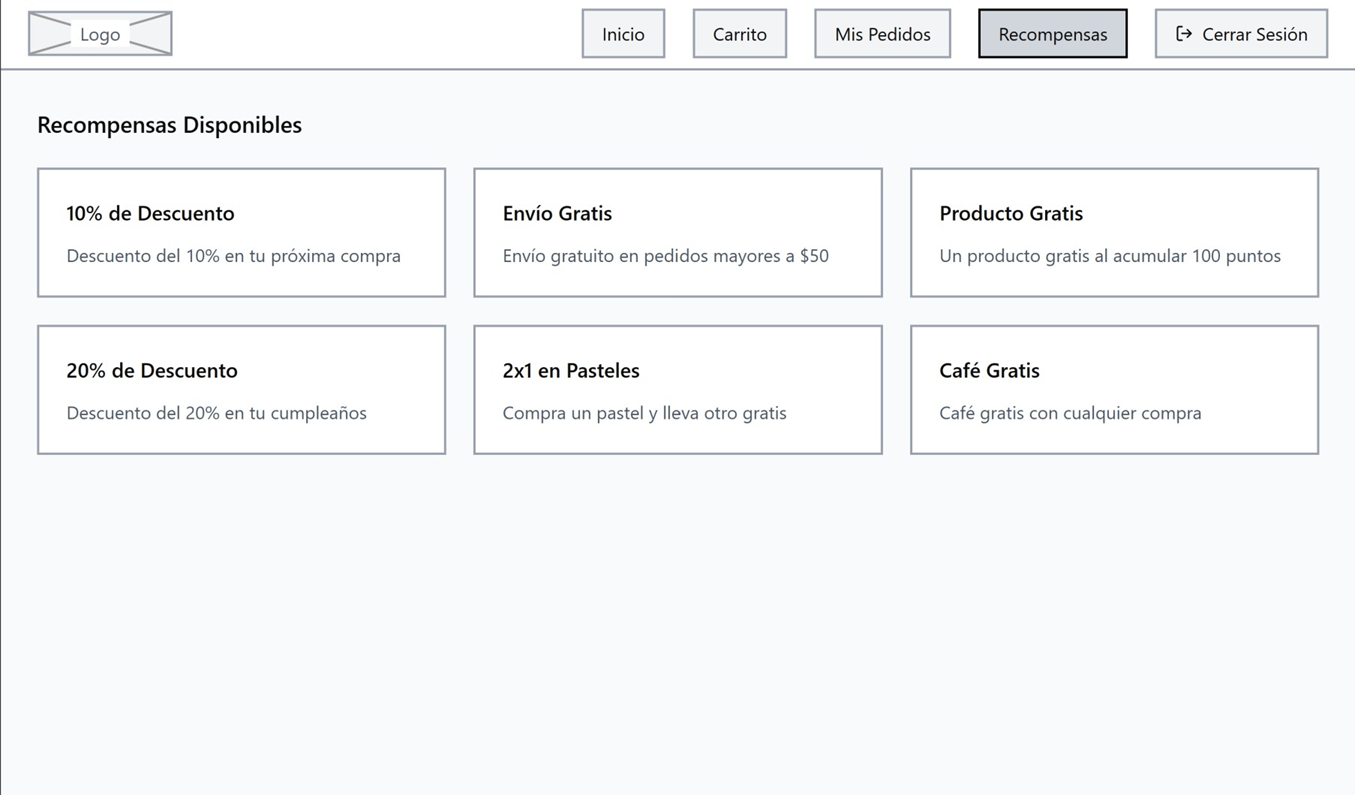 Logo
Inicio
Carrito
Mis Pedidos
Recompensas
Cerrar Sesión
Recompensas Disponibles
10% de Descuento
Descuento del 10% en tu próxima compra
Envío Gratis
Envío gratuito en pedidos mayores a $50
Producto Gratis
Un producto gratis al acumular 100 puntos
20% de Descuento
Descuento del 20% en tu cumpleaños
2x1 en Pasteles
Compra un pastel y lleva otro gratis
Café Gratis
Café gratis con cualquier compra